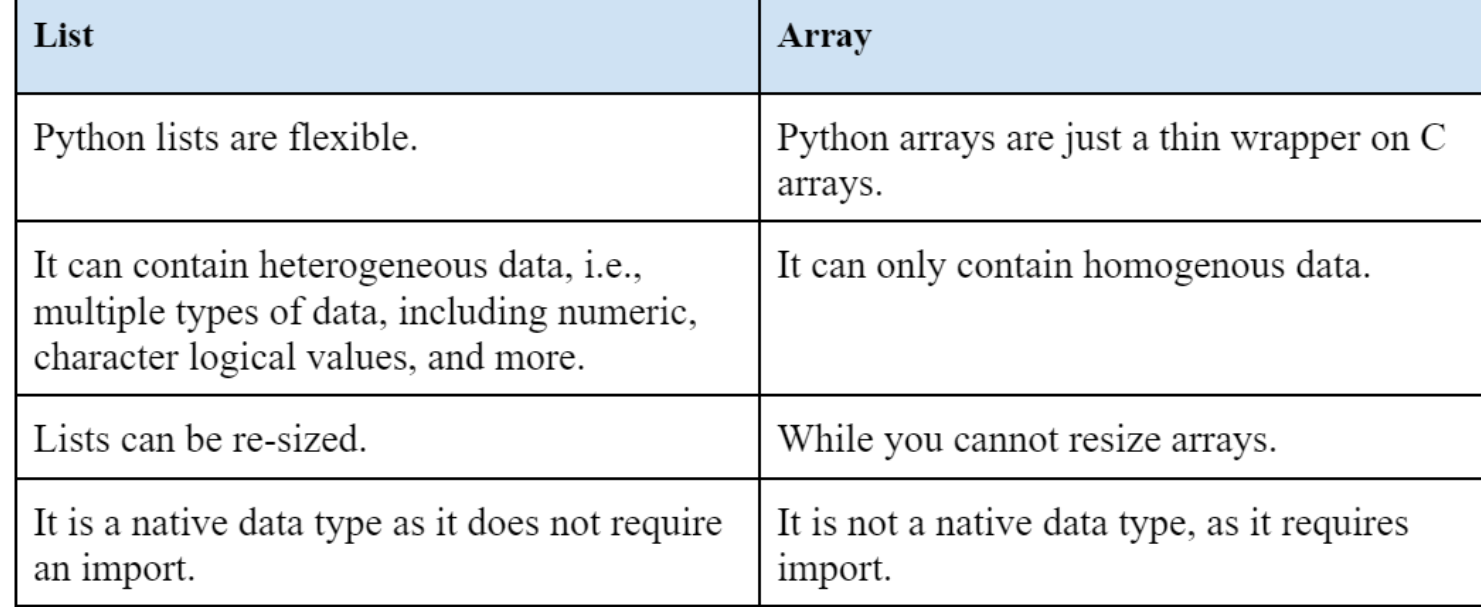 List
Array
Python lists are flexible.
Python arrays are just a thin wrapper on C
arrays.
It can contain heterogeneous data, i.e.,
multiple types of data, including numeric,
character logical values, and more.
It can only contain homogenous data.
Lists can be re-sized.
While you cannot resize arrays.
It is a native data type as it does not require
an import.
It is not a native data type, as it requires
import.